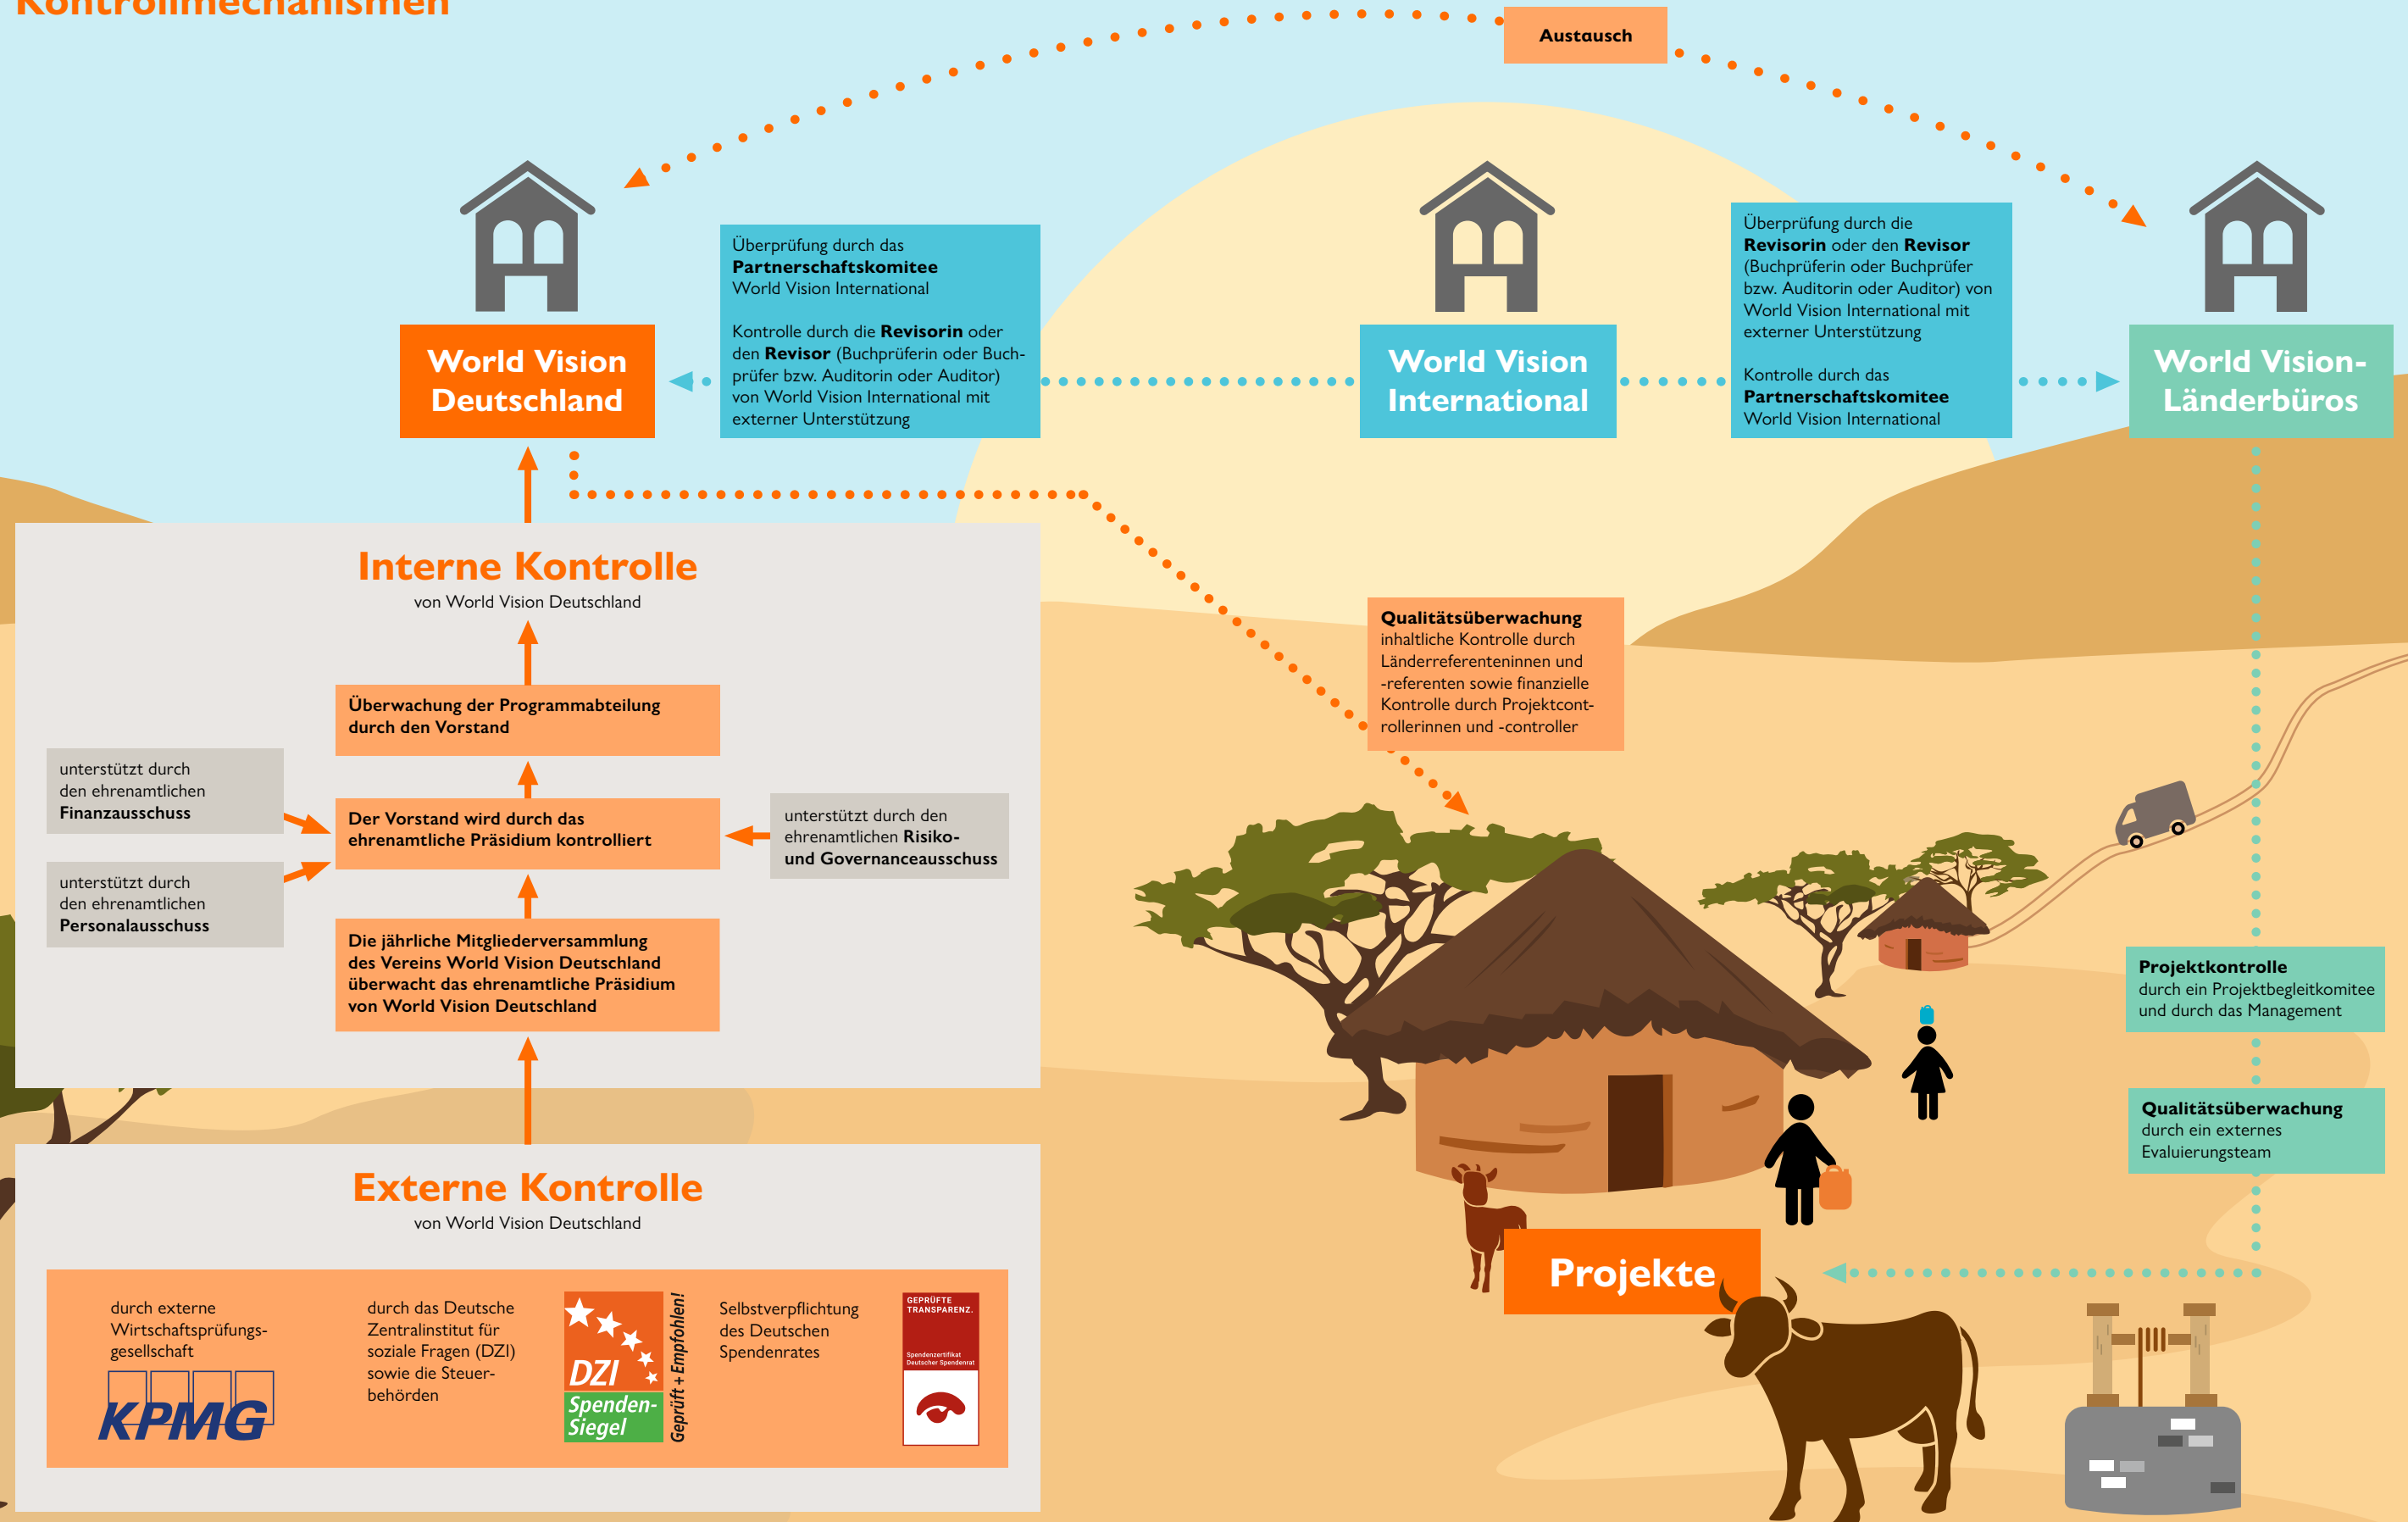 Kontrollmechanismen
Austausch
World Vision
Deutschland
Überprüfung durch das
Partnerschaftskomitee
World Vision International
Kontrolle durch die Revisorin oder
den Revisor (Buchprüferin oder Buch-
prüfer bzw. Auditorin oder Auditor)
von World Vision International mit
externer Unterstützung
World Vision
International
Überprüfung durch die
Revisorin oder den Revisor
(Buchprüferin oder Buchprüfer
bzw. Auditorin oder Auditor) von
World Vision International mit
externer Unterstützung
Kontrolle durch das
Partnerschaftskomitee
World Vision International
World Vision-
Länderbüros
Interne Kontrolle
von World Vision Deutschland
Überwachung der Programmabteilung
durch den Vorstand
unterstützt durch
den ehrenamtlichen
Finanzausschuss
Der Vorstand wird durch das
ehrenamtliche Präsidium kontrolliert
unterstützt durch den
ehrenamtlichen Risiko-
und Governanceausschuss
unterstützt durch
den ehrenamtlichen
Personalausschuss
Die jährliche Mitgliederversammlung
des Vereins World Vision Deutschland
überwacht das ehrenamtliche Präsidium
von World Vision Deutschland
Qualitätsüberwachung
inhaltliche Kontrolle durch
Länderreferenteninnen und
-referenten sowie finanzielle
Kontrolle durch Projektcont-
rollerinnen und -controller
Projektkontrolle
durch ein Projektbegleitkomitee
und durch das Management
Qualitätsüberwachung
durch ein externes
Evaluierungsteam
Projekte
Externe Kontrolle
von World Vision Deutschland
durch externe
Wirtschaftsprüfungs-
gesellschaft
KPMG
durch das Deutsche
Zentralinstitut für
soziale Fragen (DZI)
sowie die Steuer-
behörden
DZI
Spenden-
Siegel
Geprüft + Empfohlen!
Selbstverpflichtung
des Deutschen
Spendenrates
GEPRÜFTE
TRANSPARENZ.
Spendenzertifikat
Deutscher Spendenrat